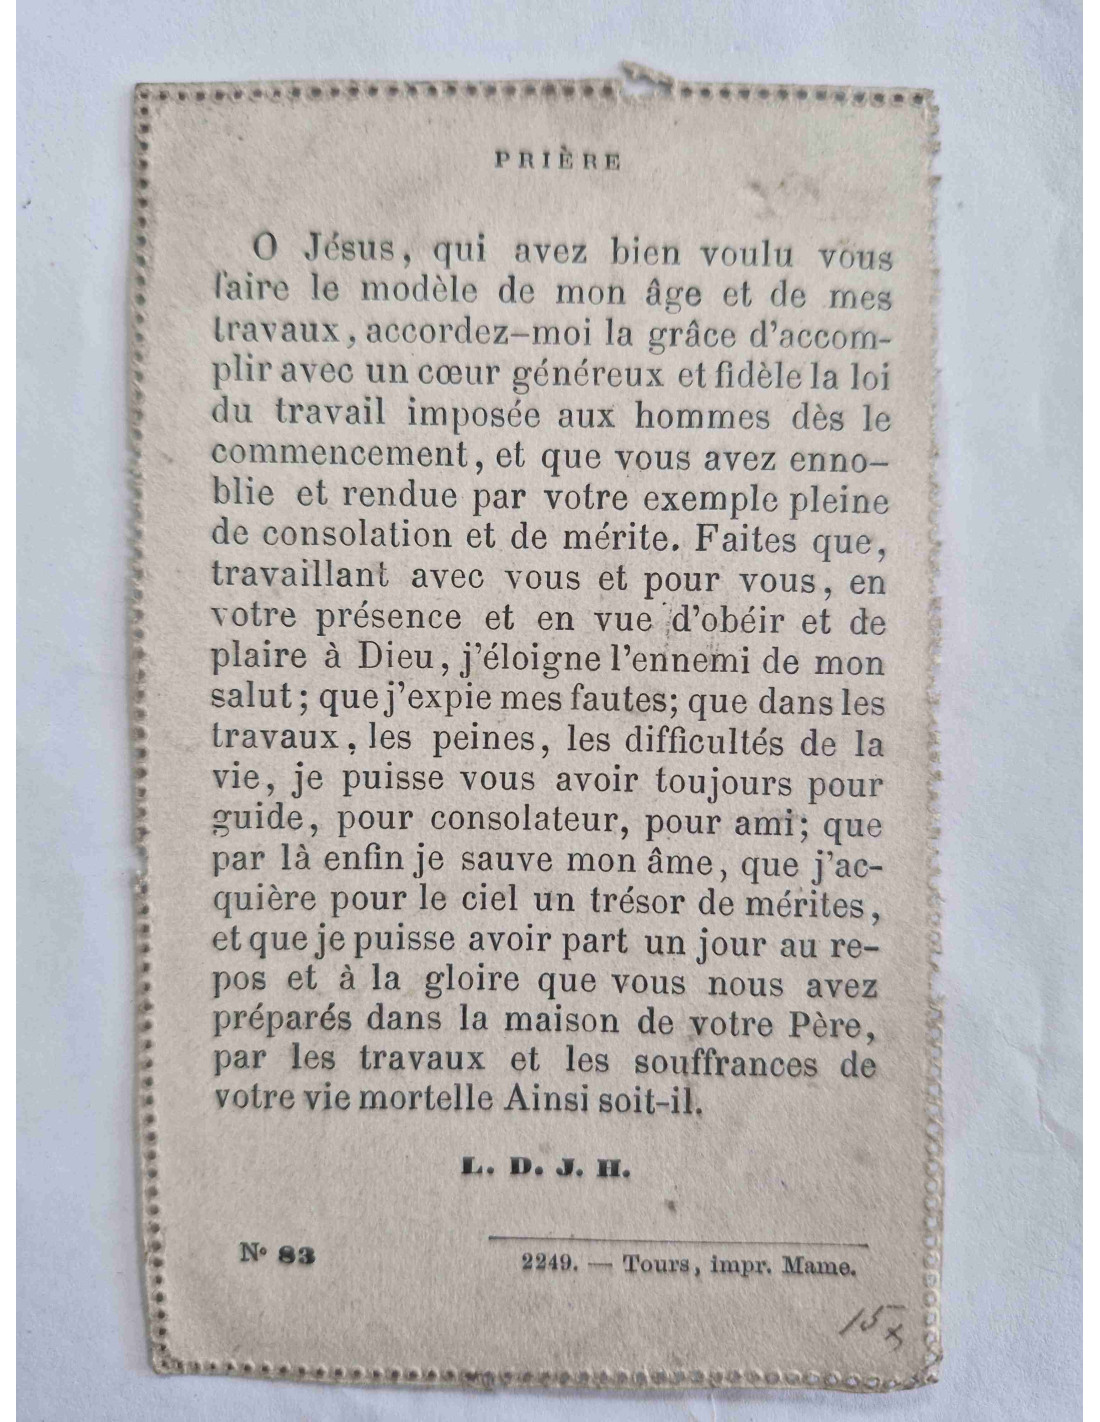 PRIÈRE
O Jésus, qui avez bien voulu vous
faire le modèle de mon âge et de mes
travaux, accordez-moi la grâce d'accom-
plir avec un cœur généreux et fidèle la loi
du travail imposée aux hommes dès le
commencement, et que vous avez enno-
blie et rendue par votre exemple pleine
de consolation et de mérite. Faites que,
travaillant avec vous et pour vous, en
votre présence et en vue d'obéir et de
plaire à Dieu, j'éloigne l'ennemi de mon
salut; que j'expie mes fautes; que dans les
travaux, les peines, les difficultés de la
vie, je puisse vous avoir toujours pour
guide, pour consolateur, pour ami; que
par là enfin je sauve mon âme, que j'ac-
quière pour le ciel un trésor de mérites,
et que je puisse avoir part un jour au re-
pos et à la gloire que vous nous avez
préparés dans la maison de votre Père,
par les travaux et les souffrances de
votre vie mortelle Ainsi soit-il.
L. D. J. H.
N° 83
2249. — Tours, impr. Mame.